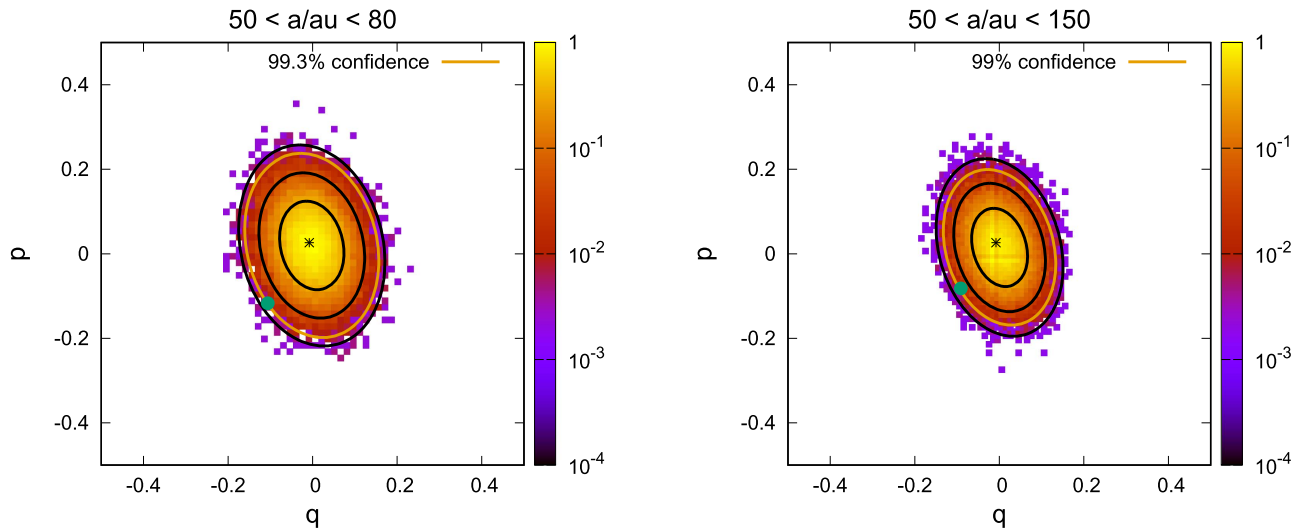 50 < a/au < 80
99.3% confidence
p
0.4
0.2
0
-0.2
-0.4
-0.4 -0.2 0 0.2 0.4
q
1
10^-1
10^-2
10^-3
10^-4
50 < a/au < 150
99% confidence
p
0.4
0.2
0
-0.2
-0.4
-0.4 -0.2 0 0.2 0.4
q
1
10^-1
10^-2
10^-3
10^-4